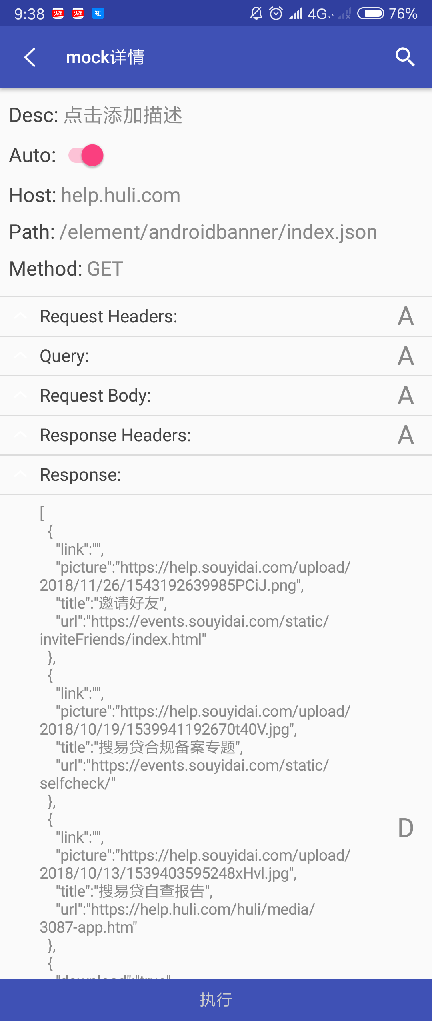 9:38
4G
76%
mock详情
Desc: 点击添加描述
Auto:
Host: help.huli.com
Path: /element/androidbanner/index.json
Method: GET
Request Headers: A
Query: A
Request Body: A
Response Headers: A
Response:
[
{
"link":"",
"picture":"https://help.souyidai.com/upload/
2018/11/26/1543192639985PCiJ.png",
"title":"邀请好友",
"url":"https://events.souyidai.com/static/
inviteFriends/index.html"
},
{
"link":"",
"picture":"https://help.souyidai.com/upload/
2018/10/19/1539941192670t40V.jpg",
"title":"搜易贷合规备案专题",
"url":"https://events.souyidai.com/static/
selfcheck/"
},
{
D
"link":"",
"picture":"https://help.souyidai.com/upload/
2018/10/13/1539403595248xHvI.jpg",
"title":"搜易贷自查报告",
"url":"https://help.huli.com/huli/media/
3087-app.htm"
},
{
执行